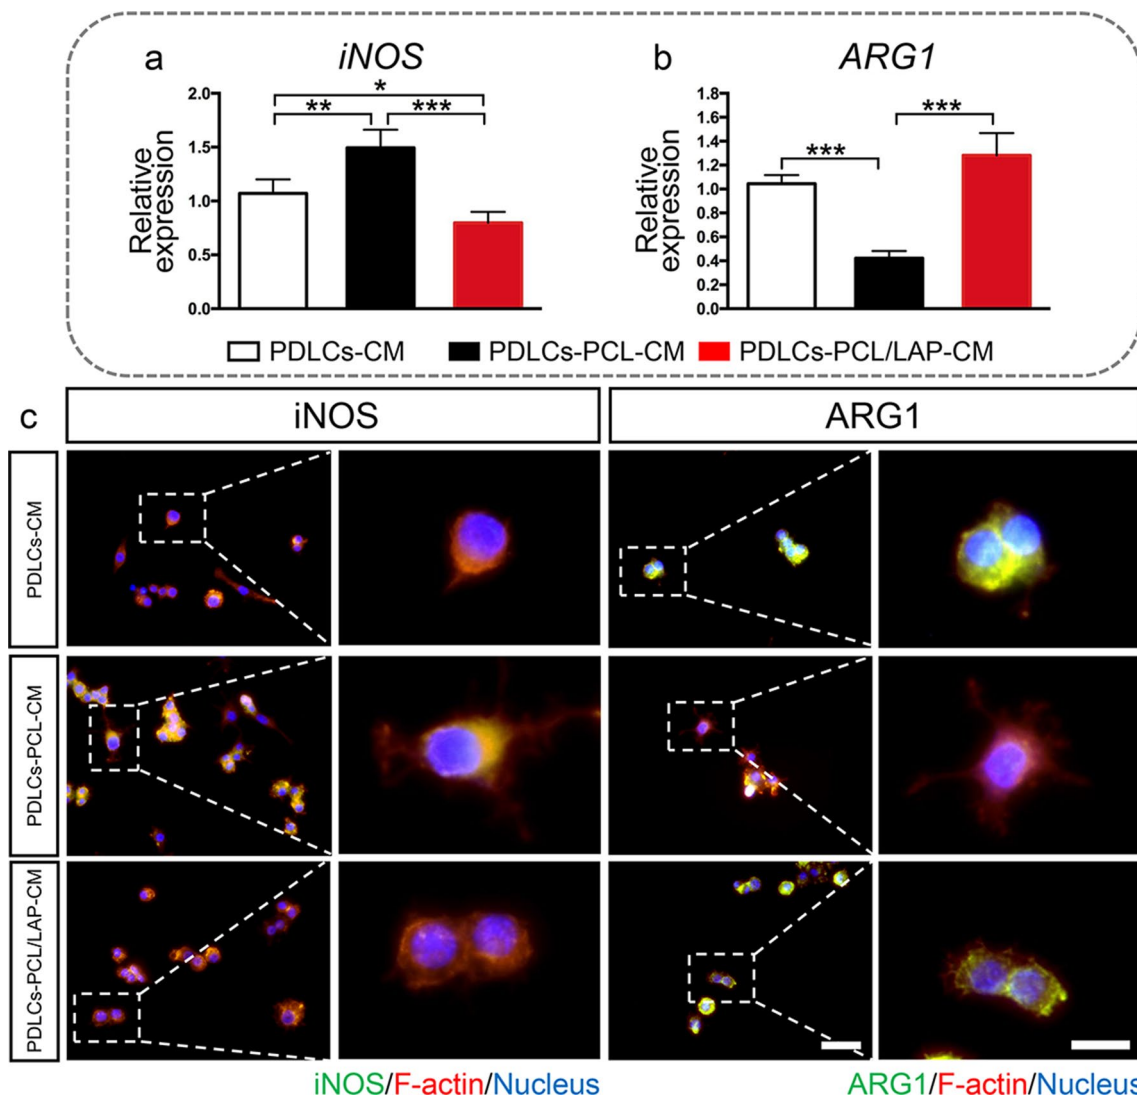 a
iNOS
b
ARG1
Relative
expression
2.0
1.5
1.0
0.5
0.0
*
**
***
Relative
expression
1.8
1.6
1.4
1.2
1.0
0.8
0.6
0.4
0.2
0.0
***
***
PDLCs-CM
PDLCs-PCL-CM
PDLCs-PCL/LAP-CM
c
iNOS
ARG1
PDLCs-CM
PDLCs-PCL-CM
PDLCs-PCL/LAP-CM
iNOS/F-actin/Nucleus
ARG1/F-actin/Nucleus